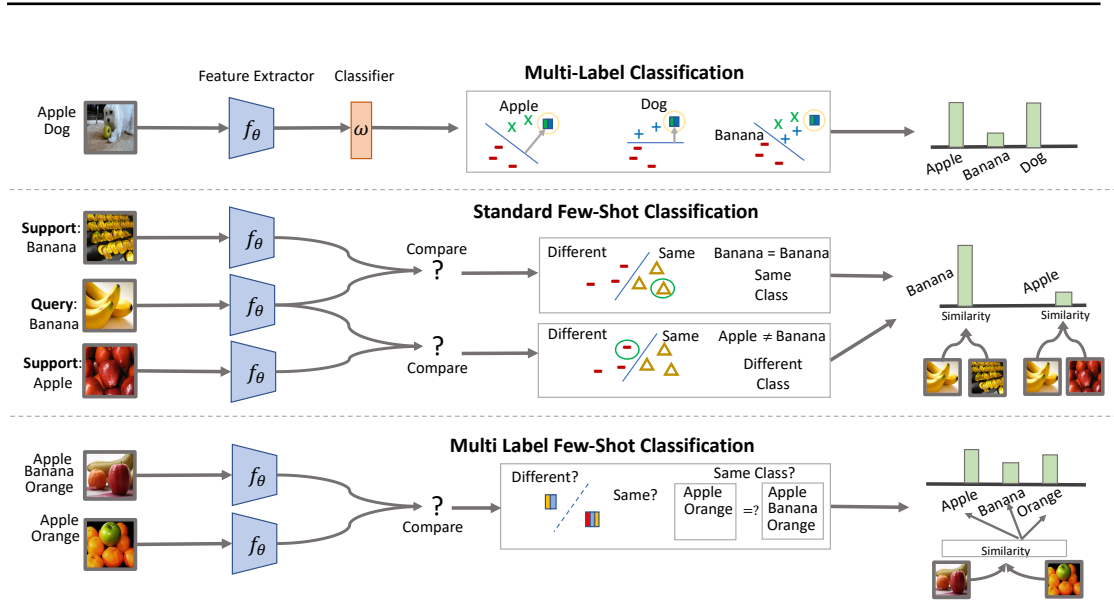 Multi-Label Classification
Feature Extractor
Classifier
Apple
Dog
fθ
ω
Apple
Dog
Banana
Apple
Banana
Dog
Standard Few-Shot Classification
Support:
Banana
fθ
Query:
Banana
fθ
Support:
Apple
fθ
Compare
?
?
Compare
Different
Same
Banana = Banana
Same
Class
Different
Same
Apple ≠ Banana
Different
Class
Banana
Apple
Similarity
Similarity
Multi Label Few-Shot Classification
Apple
Banana
Orange
fθ
Apple
Orange
fθ
?
Compare
Different?
Same?
Same Class?
Apple
Orange
=?
Apple
Banana
Orange
Apple
Banana
Orange
Similarity